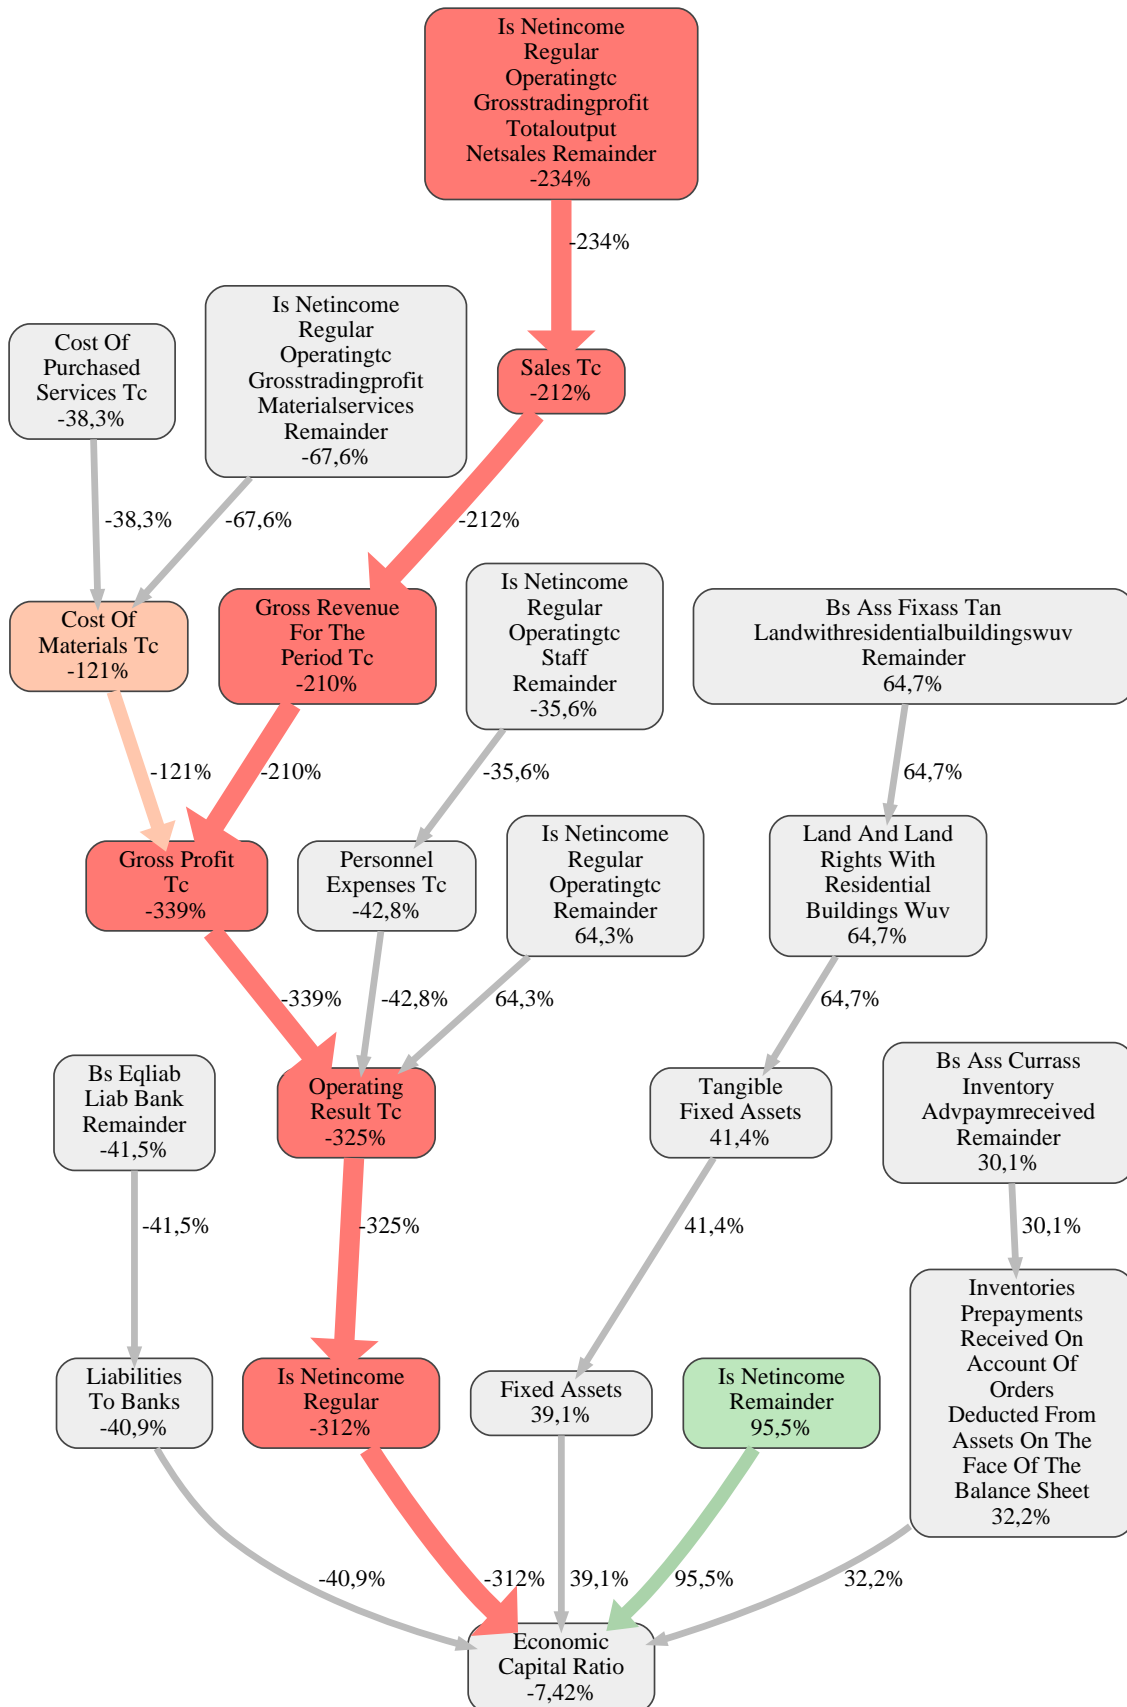 Is Netincome
Regular
Operatingtc
Grosstradingprofit
Totaloutput
Netsales Remainder
-234%
-234%
Is Netincome
Regular
Operatingtc
Grosstradingprofit
Materialservices
Remainder
-67,6%
Cost Of
Purchased
Services Tc
-38,3%
Sales Tc
-212%
-38,3%
-67,6%
-212%
Cost Of
Materials Tc
-121%
Gross Revenue
For The
Period Tc
-210%
Is Netincome
Regular
Operatingtc
Staff
Remainder
-35,6%
Bs Ass Fixass Tan
Landwithresidentialbuildingswuv
Remainder
64,7%
-121%
-210%
-35,6%
64,7%
Gross Profit
Tc
-339%
Personnel
Expenses Tc
-42,8%
Is Netincome
Regular
Operatingtc
Remainder
64,3%
Land And Land
Rights With
Residential
Buildings Wuv
64,7%
-339%
-42,8%
64,3%
64,7%
Bs Eqliab
Liab Bank
Remainder
-41,5%
Operating
Result Tc
-325%
Tangible
Fixed Assets
41,4%
Bs Ass Currass
Inventory
Advpaymreceived
Remainder
30,1%
-41,5%
-325%
41,4%
30,1%
Liabilities
To Banks
-40,9%
Is Netincome
Regular
-312%
Fixed Assets
39,1%
Is Netincome
Remainder
95,5%
Inventories
Prepayments
Received On
Account Of
Orders
Deducted From
Assets On The
Face Of The
Balance Sheet
32,2%
-40,9%
-312%
39,1%
95,5%
32,2%
Economic
Capital Ratio
-7,42%